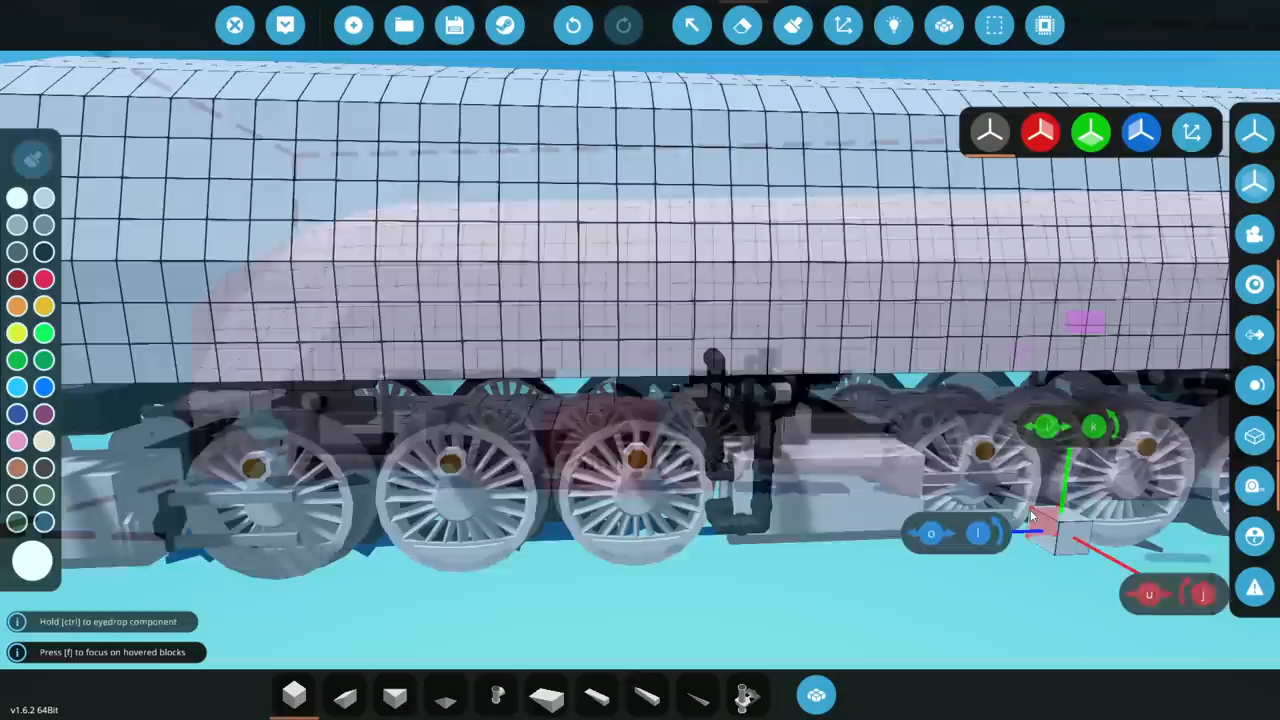 i
k
o
l
u
j
Hold [ctrl] to eyedrop component
Press [f] to focus on hovered blocks
v1.6.2 64Bit